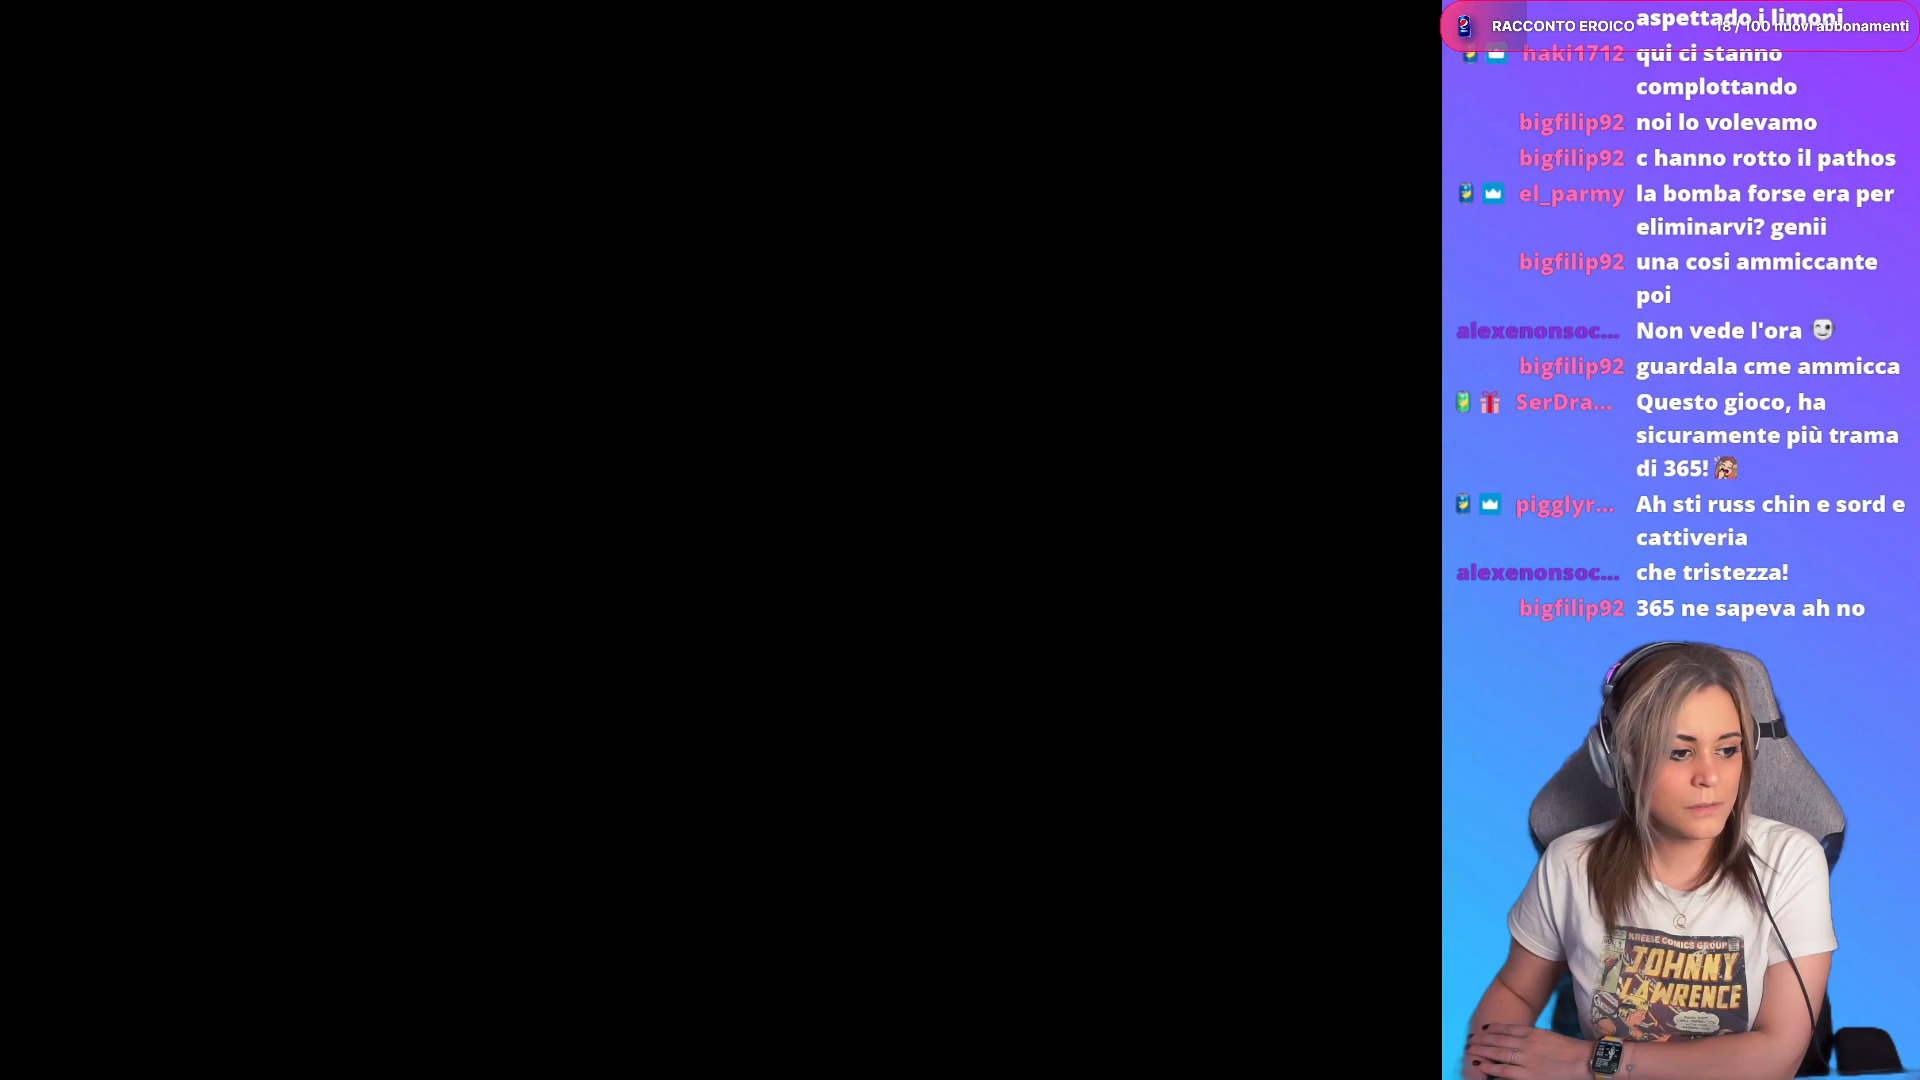 aspettado i limoni
RACCONTO EROICO 18 / 100 nuovi abbonamenti
haki1712 qui ci stanno
complottando
bigfilip92 noi lo volevamo
bigfilip92 c hanno rotto il pathos
el_parmy la bomba forse era per
eliminarvi? genii
bigfilip92 una cosi ammiccante
poi
alexenonsoc... Non vede l'ora
bigfilip92 guardala cme ammicca
SerDra... Questo gioco, ha
sicuramente più trama
di 365!
pigglyr... Ah sti russ chin e sord e
cattiveria
alexenonsoc... che tristezza!
bigfilip92 365 ne sapeva ah no
KREESE COMICS GROUP
JOHNNY
LAWRENCE